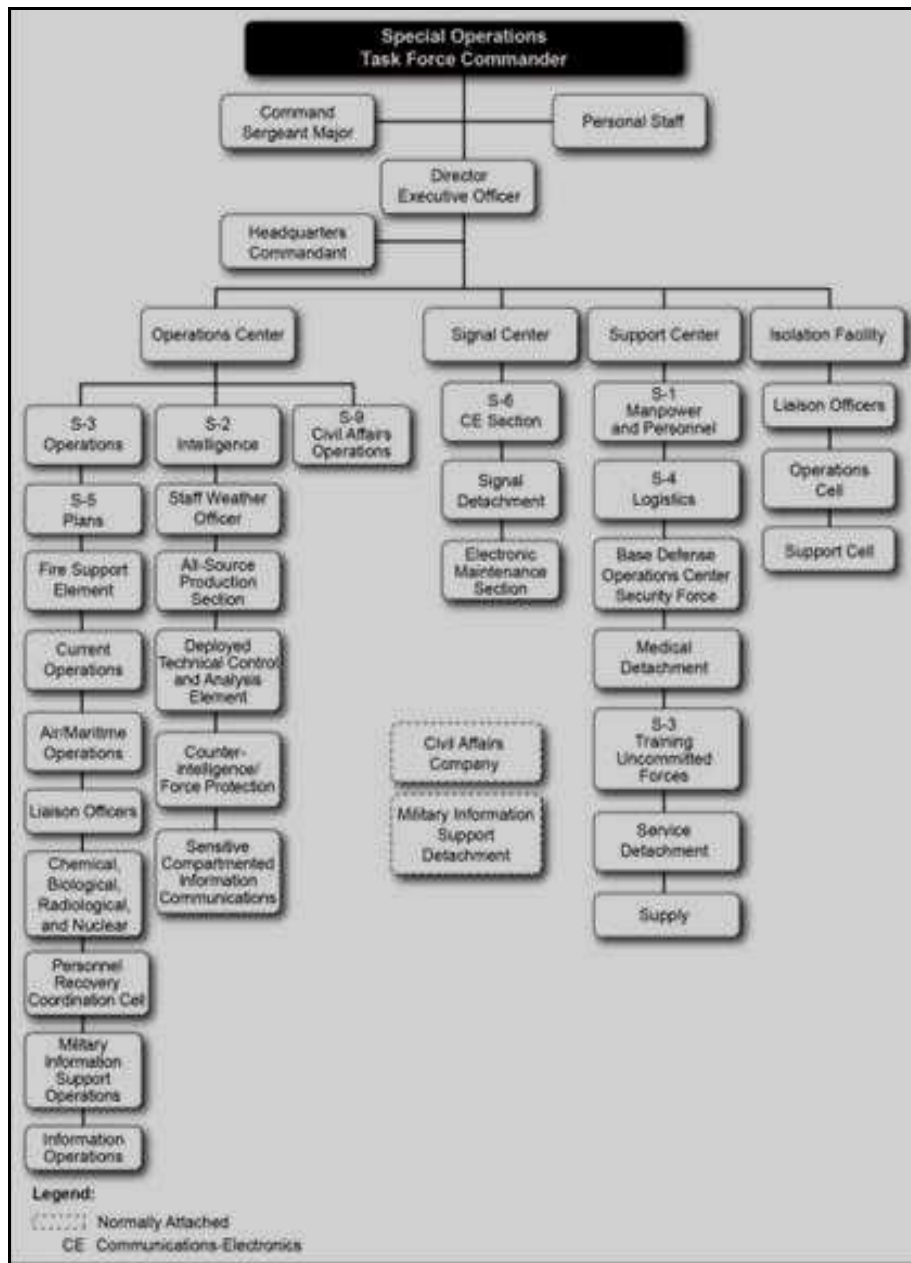 Special Operations
Task Force Commander
Command
Sergeant Major
Personal Staff
Director
Executive Officer
Headquarters
Commandant
Operations Center
Signal Center
Support Center
Isolation Facility
S-3
Operations
S-2
Intelligence
S-9
Civil Affairs
Operations
S-6
CE Section
S-1
Manpower
and Personnel
Liaison Officers
S-5
Plans
Staff Weather
Officer
Signal
Detachment
S-4
Logistics
Operations
Cell
Fire Support
Element
All-Source
Production
Section
Electronic
Maintenance
Section
Base Defense
Operations Center
Security Force
Support Cell
Current
Operations
Deployed
Technical Control
and Analysis
Element
Medical
Detachment
Air/Maritime
Operations
Counter-
intelligence/
Force Protection
Civil Affairs
Company
S-3
Training
Uncommitted
Forces
Liaison Officers
Military Information
Support
Detachment
Chemical,
Biological,
Radiological,
and Nuclear
Sensitive
Compartmented
Information
Communications
Service
Detachment
Supply
Personnel
Recovery
Coordination Cell
Military
Information
Support
Operations
Information
Operations
Legend:
Normally Attached
CE Communications-Electronics